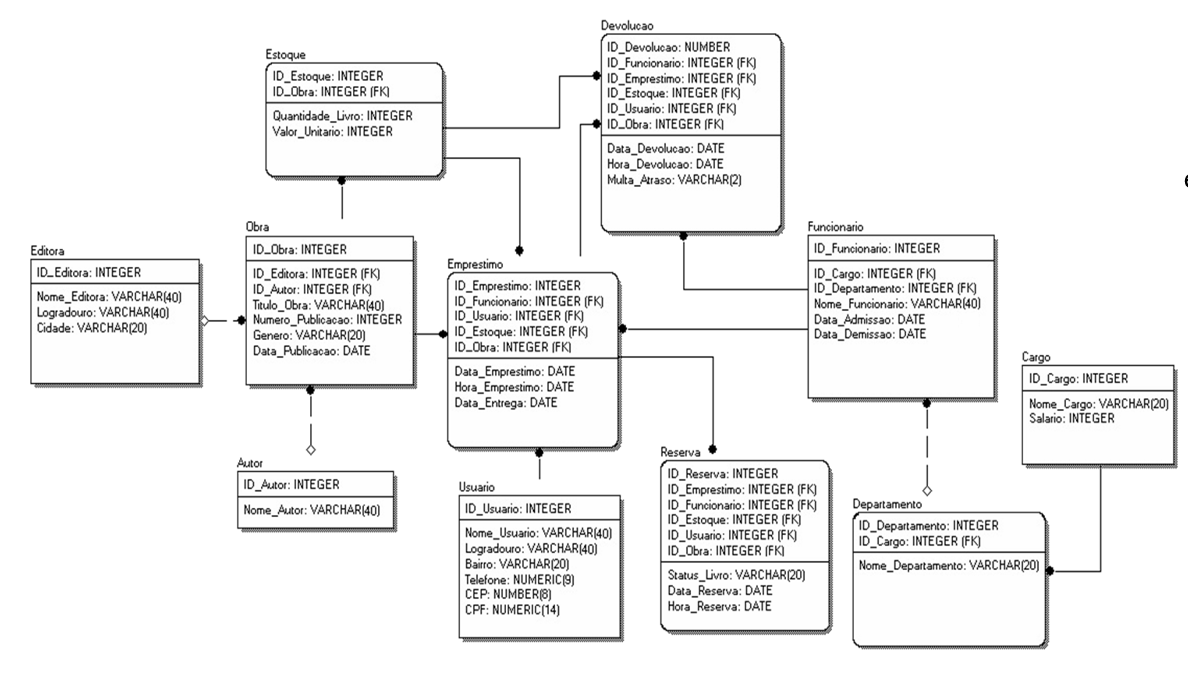 Devolucao
ID_Devolucao: NUMBER
ID_Funcionario: INTEGER (FK)
ID_Emprestimo: INTEGER (FK)
ID_Estoque: INTEGER (FK)
ID_Usuario: INTEGER (FK)
ID_Obra: INTEGER (FK)
Data_Devolucao: DATE
Hora_Devolucao: DATE
Multa_Atraso: VARCHAR(2)
Estoque
ID_Estoque: INTEGER
ID_Obra: INTEGER (FK)
Quantidade_Livro: INTEGER
Valor_Unitario: INTEGER
Editora
ID_Editora: INTEGER
Nome_Editora: VARCHAR(40)
Logradouro: VARCHAR(40)
Cidade: VARCHAR(20)
Obra
ID_Obra: INTEGER
ID_Editora: INTEGER (FK)
ID_Autor: INTEGER (FK)
Titulo_Obra: VARCHAR(40)
Numero_Publicacao: INTEGER
Genero: VARCHAR(20)
Data_Publicacao: DATE
Emprestimo
ID_Emprestimo: INTEGER
ID_Funcionario: INTEGER (FK)
ID_Usuario: INTEGER (FK)
ID_Estoque: INTEGER (FK)
ID_Obra: INTEGER (FK)
Data_Emprestimo: DATE
Hora_Emprestimo: DATE
Data_Entrega: DATE
Funcionario
ID_Funcionario: INTEGER
ID_Cargo: INTEGER (FK)
ID_Departamento: INTEGER (FK)
Nome_Funcionario: VARCHAR(40)
Data_Admissao: DATE
Data_Demissao: DATE
Cargo
ID_Cargo: INTEGER
Nome_Cargo: VARCHAR(20)
Salario: INTEGER
Autor
ID_Autor: INTEGER
Nome_Autor: VARCHAR(40)
Usuario
ID_Usuario: INTEGER
Nome_Usuario: VARCHAR(40)
Logradouro: VARCHAR(40)
Bairro: VARCHAR(20)
Telefone: NUMERIC(9)
CEP: NUMBER(8)
CPF: NUMERIC(14)
Reserva
ID_Reserva: INTEGER
ID_Emprestimo: INTEGER (FK)
ID_Funcionario: INTEGER (FK)
ID_Estoque: INTEGER (FK)
ID_Usuario: INTEGER (FK)
ID_Obra: INTEGER (FK)
Status_Livro: VARCHAR(20)
Data_Reserva: DATE
Hora_Reserva: DATE
Departamento
ID_Departamento: INTEGER
ID_Cargo: INTEGER (FK)
Nome_Departamento: VARCHAR(20)